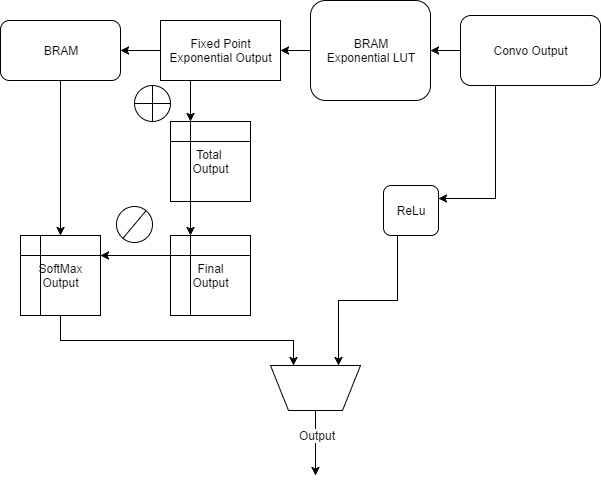 BRAM
Fixed Point
Exponential Output
BRAM
Exponential LUT
Convo Output
Total
Output
ReLu
SoftMax
Output
Final
Output
Output